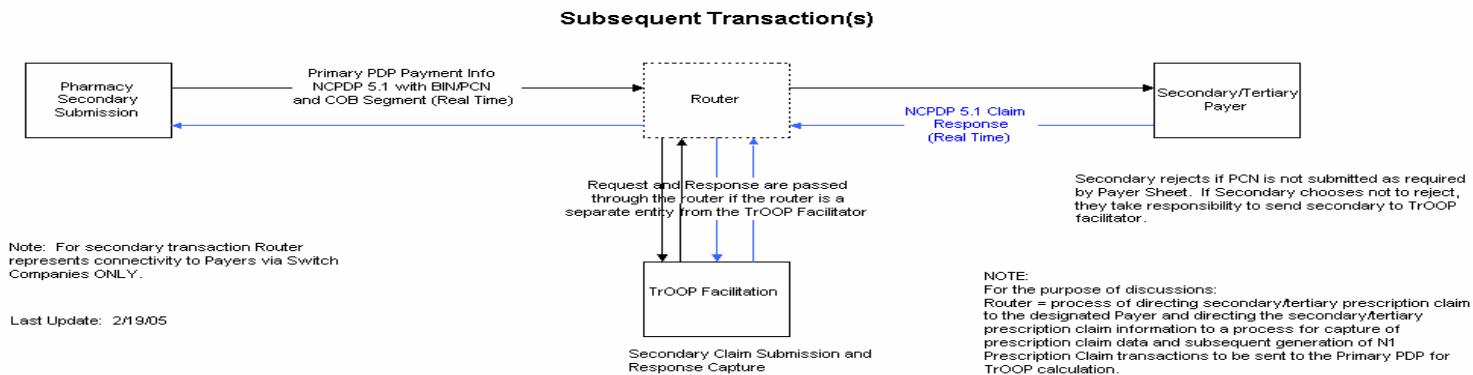 Subsequent Transaction(s)
Pharmacy
Secondary
Submission
Primary PDP Payment Info
NCPDP 5.1 with BIN/PCN
and COB Segment (Real Time)
Router
NCPDP 5.1 Claim
Response
(Real Time)
Secondary/Tertiary
Payer
Request and Response are passed
through the router if the router is a
separate entity from the TrOOP Facilitator
Secondary rejects if PCN is not submitted as required
by Payer Sheet.  If Secondary chooses not to reject,
they take responsibility to send secondary to TrOOP
facilitator.
Note:  For secondary transaction Router
represents connectivity to Payers via Switch
Companies ONLY.
Last Update:  2/19/05
TrOOP Facilitation
Secondary Claim Submission and
Response Capture
NOTE:
For the purpose of discussions:
Router = process of directing secondary/tertiary prescription claim
to the designated Payer and directing the secondary/tertiary
prescription claim information to a process for capture of
prescription claim data and subsequent generation of N1
Prescription Claim transactions to be sent to the Primary PDP for
TrOOP calculation.